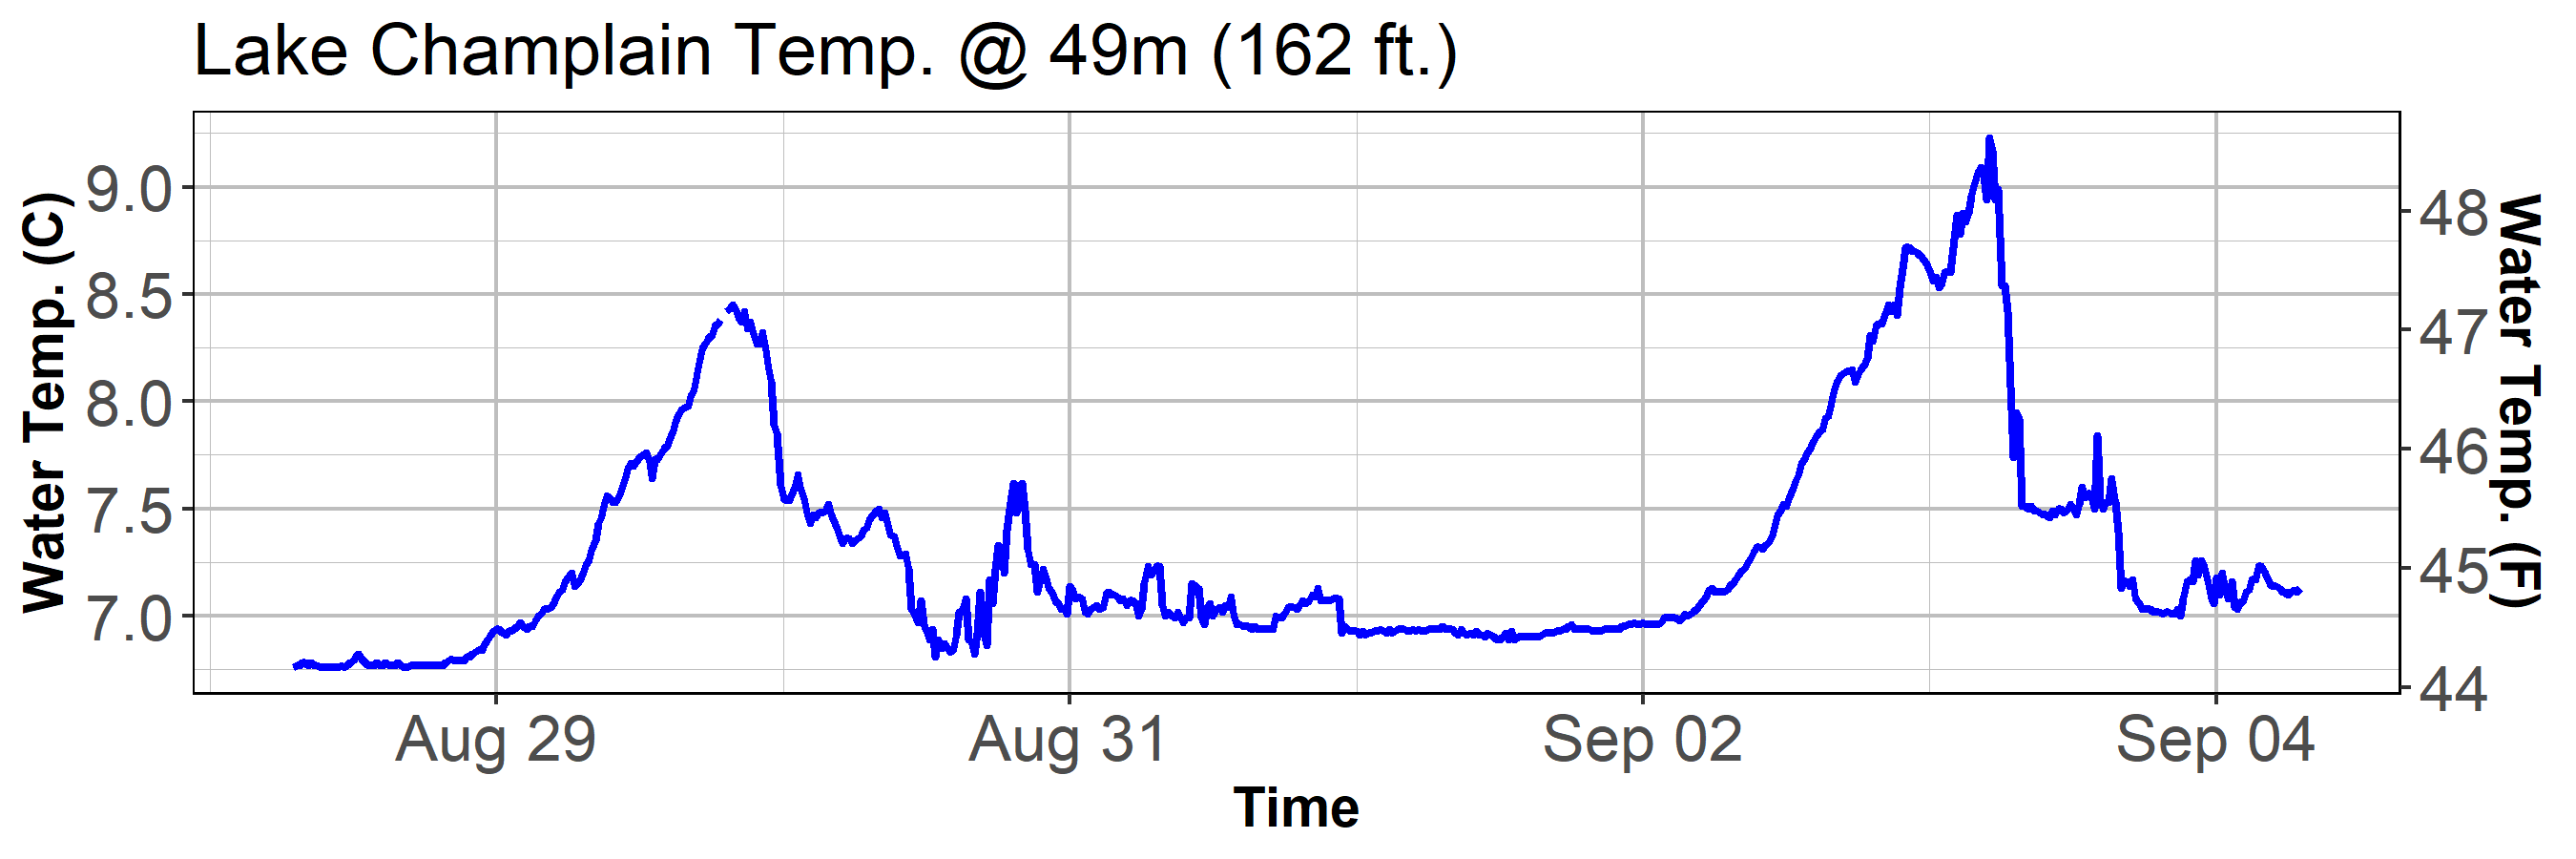 Lake Champlain Temp. @ 49m (162 ft.)
Water Temp. (C)
9.0
8.5
8.0
7.5
7.0
48
47
46
45
44
Water Temp. (F)
Aug 29
Aug 31
Sep 02
Sep 04
Time